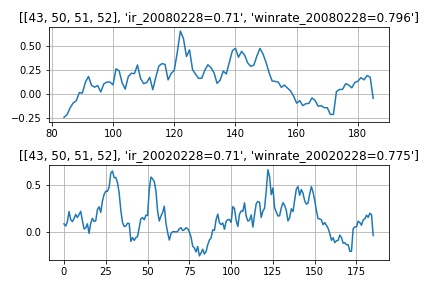 [[43, 50, 51, 52], 'ir_20080228=0.71', 'winrate_20080228=0.796']
0.50
0.25
0.00
−0.25
80 100 120 140 160 180
[[43, 50, 51, 52], 'ir_20020228=0.71', 'winrate_20020228=0.775']
0.5
0.0
0 25 50 75 100 125 150 175